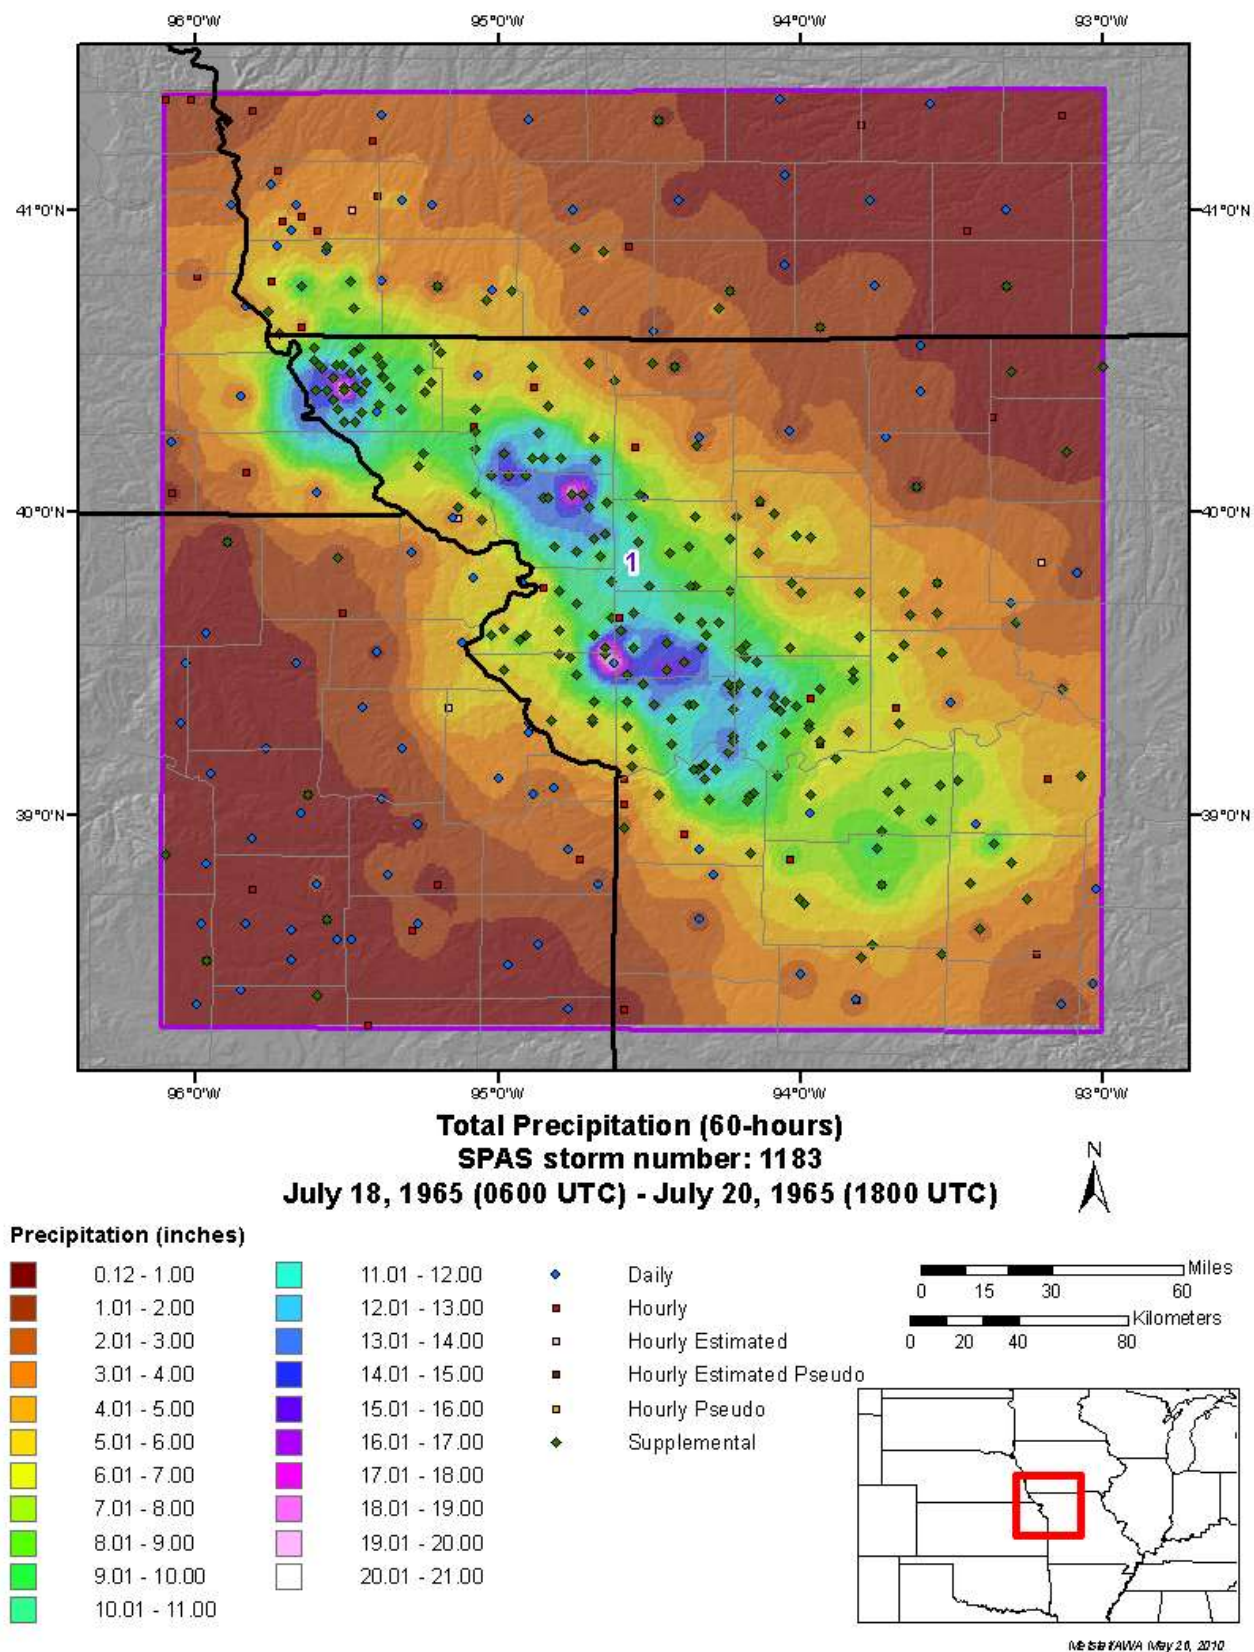 96°0'W 95°0'W 94°0'W 93°0'W
41°0'N 41°0'N
40°0'N 40°0'N
1
39°0'N 39°0'N
96°0'W 95°0'W 94°0'W 93°0'W
Total Precipitation (60-hours)
SPAS storm number: 1183
July 18, 1965 (0600 UTC) - July 20, 1965 (1800 UTC)
N
Precipitation (inches)
0.12 - 1.00
1.01 - 2.00
2.01 - 3.00
3.01 - 4.00
4.01 - 5.00
5.01 - 6.00
6.01 - 7.00
7.01 - 8.00
8.01 - 9.00
9.01 - 10.00
10.01 - 11.00
11.01 - 12.00
12.01 - 13.00
13.01 - 14.00
14.01 - 15.00
15.01 - 16.00
16.01 - 17.00
17.01 - 18.00
18.01 - 19.00
19.01 - 20.00
20.01 - 21.00
Daily
Hourly
Hourly Estimated
Hourly Estimated Pseudo
Hourly Pseudo
Supplemental
Miles
0 15 30 60
Kilometers
0 20 40 80
Metstat/AWA May 26, 2010